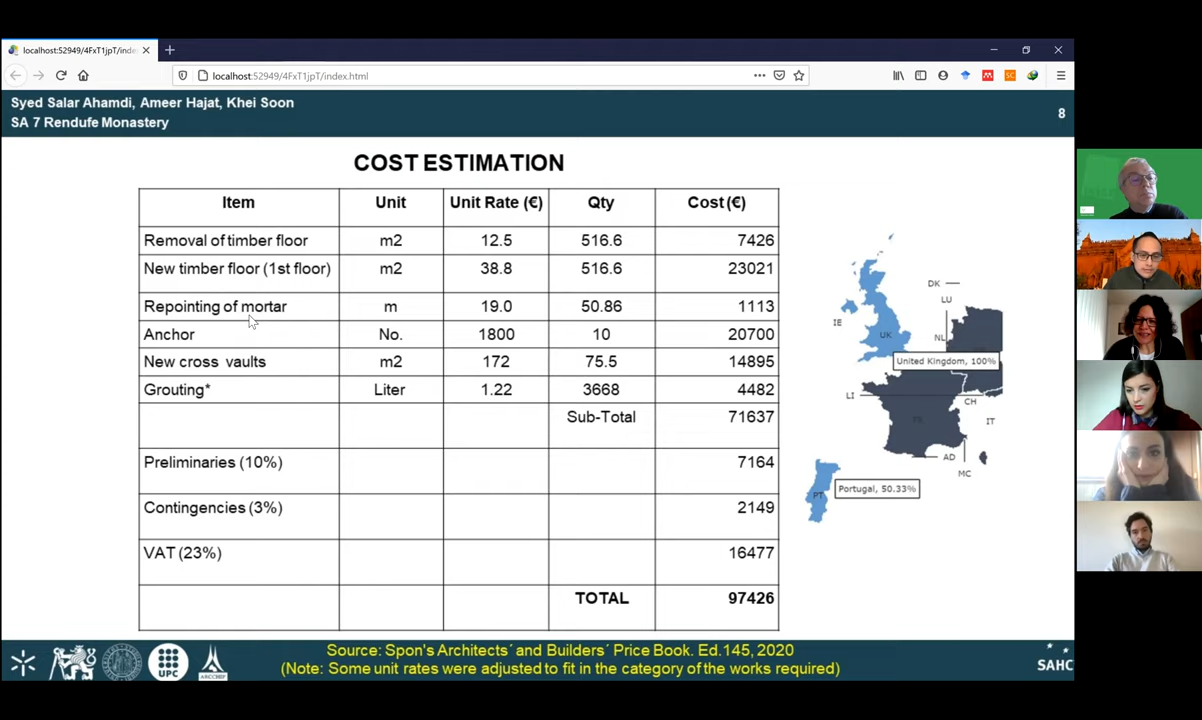 localhost:52949/4FxT1jpT/inde
localhost:52949/4FxT1jpT/index.html
Syed Salar Ahamdi, Ameer Hajat, Khei Soon
SA 7 Rendufe Monastery
8
COST ESTIMATION
Item Unit Unit Rate (€) Qty Cost (€)
Removal of timber floor m2 12.5 516.6 7426
New timber floor (1st floor) m2 38.8 516.6 23021
Repointing of mortar m 19.0 50.86 1113
Anchor No. 1800 10 20700
New cross vaults m2 172 75.5 14895
Grouting* Liter 1.22 3668 4482
Sub-Total 71637
Preliminaries (10%) 7164
Contingencies (3%) 2149
VAT (23%) 16477
TOTAL 97426
DK
LU
IE
NL
UK
United Kingdom, 100%
LI
CH
IT
FR
AD
MC
PT
Portugal, 50.33%
Source: Spon's Architects´ and Builders´ Price Book. Ed.145, 2020
(Note: Some unit rates were adjusted to fit in the category of the works required)
UPC
SAHC